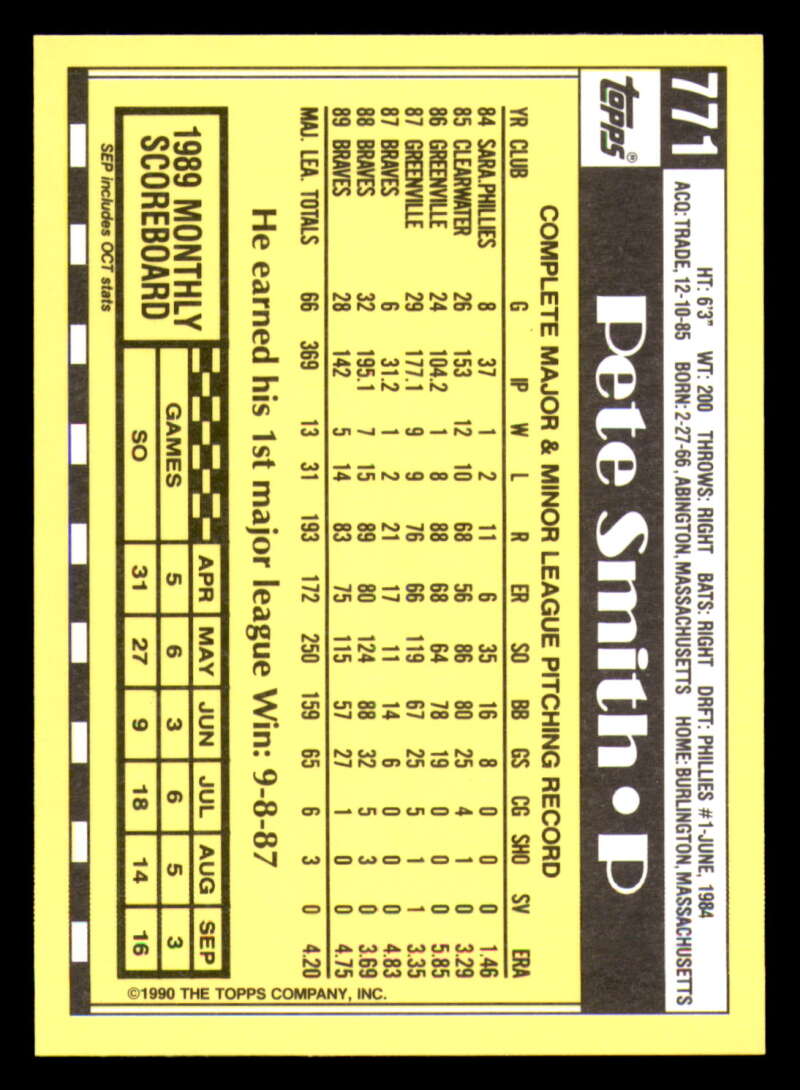 771
topps®
HT: 6'3" WT: 200 THROWS: RIGHT BATS: RIGHT DRFT: PHILLIES #1-JUNE, 1984
ACQ: TRADE, 12-10-85 BORN: 2-27-66, ABINGTON, MASSACHUSETTS HOME: BURLINGTON, MASSACHUSETTS
Pete Smith • P
COMPLETE MAJOR & MINOR LEAGUE PITCHING RECORD
YR CLUB G IP W L R ER SO BB GS CG SHO SV ERA
84 SARA.PHILLIES 8 37 1 2 11 6 35 16 8 0 0 0 1.46
85 CLEARWATER 26 153 12 10 68 56 86 80 25 4 1 0 3.29
86 GREENVILLE 24 104.2 1 8 88 68 64 78 19 0 0 0 5.85
87 GREENVILLE 29 177.1 9 9 76 66 119 67 25 5 1 1 3.35
87 BRAVES 6 31.2 1 2 21 17 11 14 6 0 0 0 4.83
88 BRAVES 32 195.1 7 15 89 80 124 88 32 5 3 0 3.69
89 BRAVES 28 142 5 14 83 75 115 57 27 1 0 0 4.75
MAJ. LEA. TOTALS 66 369 13 31 193 172 250 159 65 6 3 0 4.20
He earned his 1st major league Win: 9-8-87
1989 MONTHLY
SCOREBOARD
APR MAY JUN JUL AUG SEP
GAMES 5 6 3 6 5 3
SO 31 27 9 18 14 16
SEP includes OCT stats
©1990 THE TOPPS COMPANY, INC.